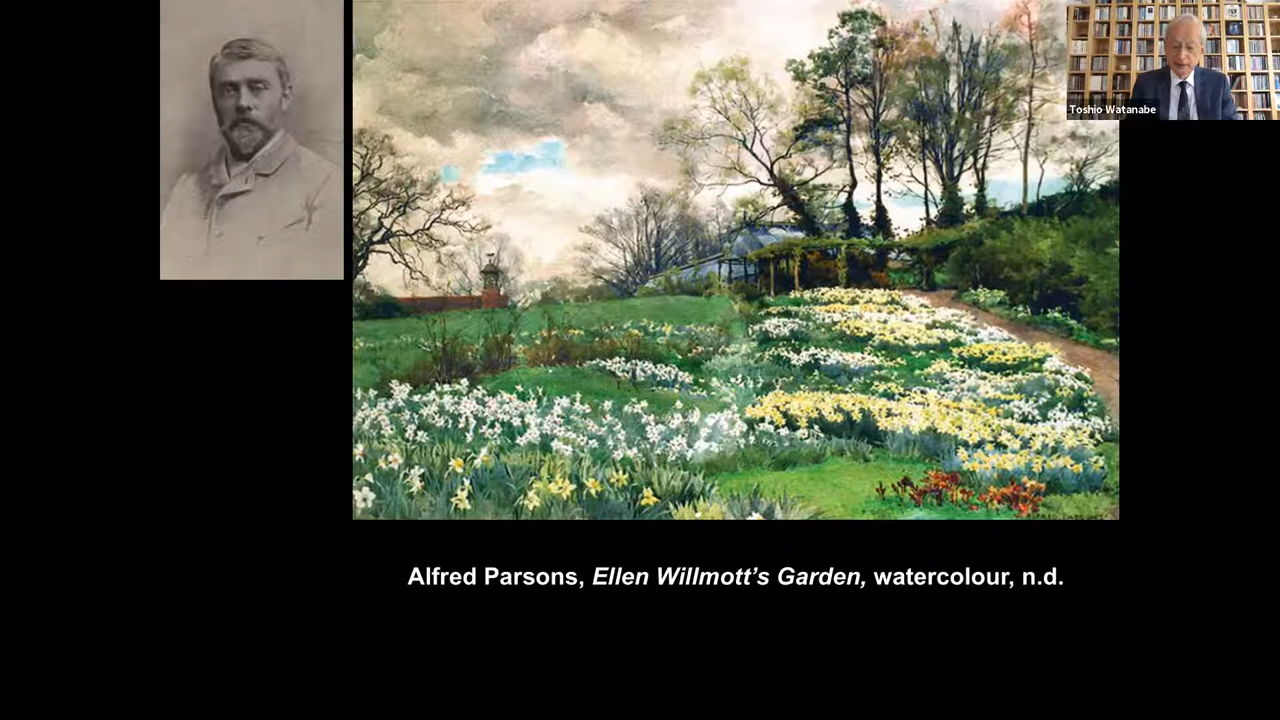 Toshio Watanabe
Alfred Parsons, Ellen Willmott’s Garden, watercolour, n.d.